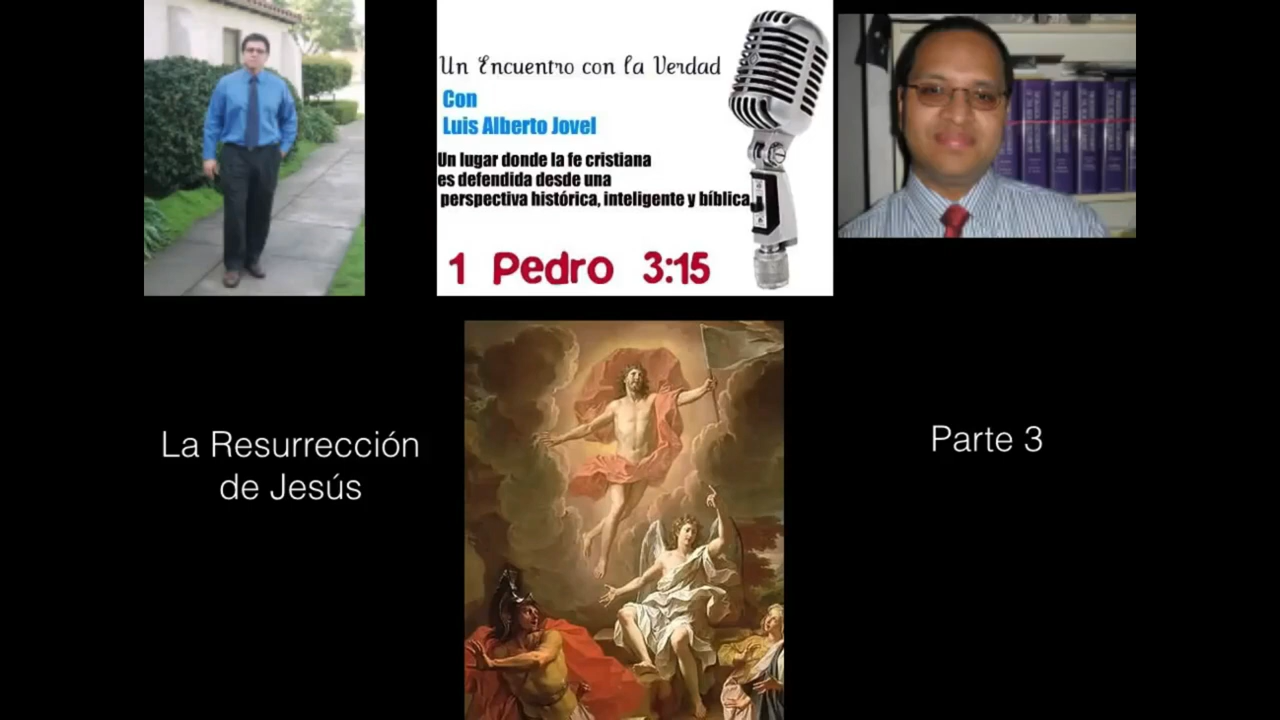 Un Encuentro con la Verdad
Con
Luis Alberto Jovel
Un lugar donde la fe cristiana
es defendida desde una
perspectiva histórica, inteligente y bíblica.
1 Pedro 3:15
La Resurrección
de Jesús
Parte 3